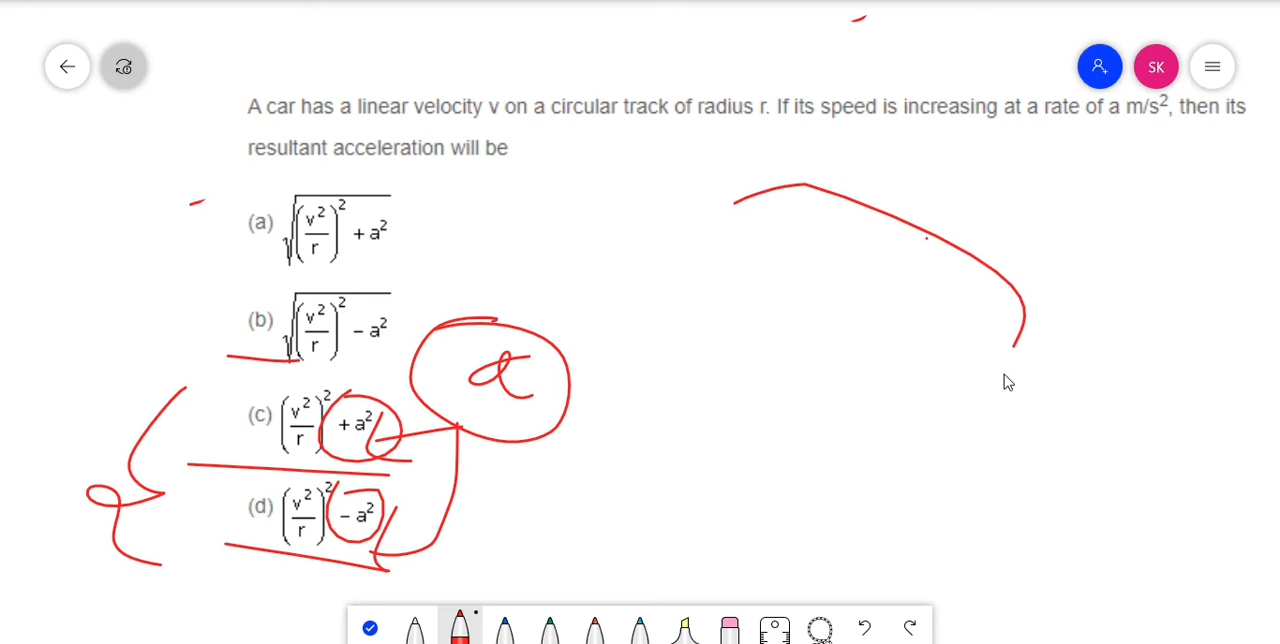 SK
A car has a linear velocity v on a circular track of radius r. If its speed is increasing at a rate of a m/s², then its
resultant acceleration will be
(a) √((v²/r)² + a²)
(b) √((v²/r)² − a²)
(c) (v²/r)² + a²
(d) (v²/r)² − a²